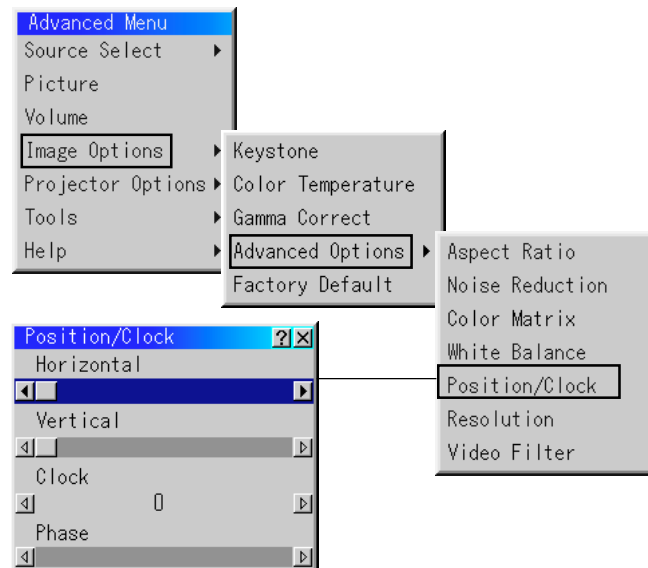 Advanced Menu
Source Select
Picture
Volume
Image Options
Projector Options
Tools
Help
Keystone
Color Temperature
Gamma Correct
Advanced Options
Factory Default
Aspect Ratio
Noise Reduction
Color Matrix
White Balance
Position/Clock
Resolution
Video Filter
Position/Clock
Horizontal
Vertical
Clock
0
Phase